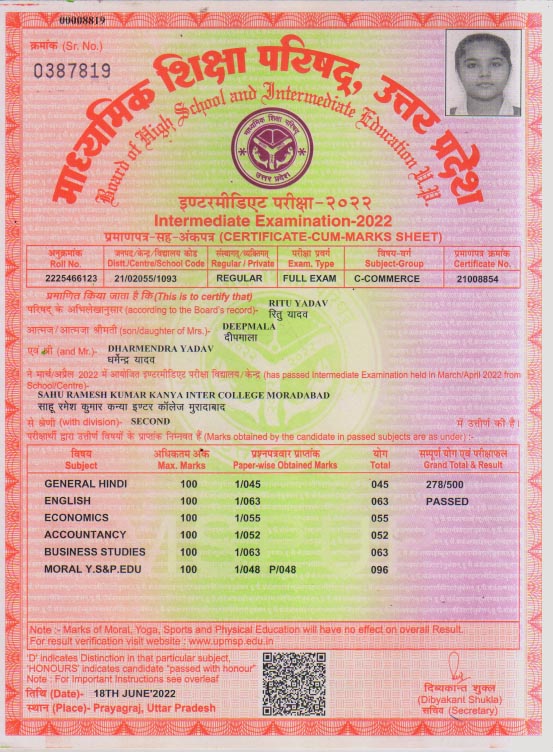 00008819
क्रमांक (Sr. No.)
0387819
माध्यमिक शिक्षा परिषद्, उत्तर प्रदेश
Board of High School and Intermediate Education U.P.
माध्यमिक शिक्षा परिषद्
उत्तर प्रदेश
इण्टरमीडिएट परीक्षा-२०२२
Intermediate Examination-2022
प्रमाणपत्र-सह-अंकपत्र (CERTIFICATE-CUM-MARKS SHEET)
अनुक्रमांक जनपद/केन्द्र/विद्यालय कोड संस्थागत/व्यक्तिगत परीक्षा प्रकार विषय-वर्ग प्रमाणपत्र क्रमांक
Roll No. Distt./Centre/School Code Regular / Private Exam. Type Subject-Group Certificate No.
2225466123 21/02055/1093 REGULAR FULL EXAM C-COMMERCE 21008854
प्रमाणित किया जाता है कि (This is to certify that)
परिषद के अभिलेखानुसार (according to the Board's record)- RITU YADAV
रितु यादव
आत्मज/आत्मजा श्रीमती (son/daughter of Mrs.)- DEEPMALA
दीपमाला
एवं श्री (and Mr.)- DHARMENDRA YADAV
धर्मेन्द्र यादव
ने मार्च/अप्रैल 2022 में आयोजित इण्टरमीडिएट परीक्षा विद्यालय/केन्द्र (has passed Intermediate Examination held in March/April 2022 from
School/Centre)-
SAHU RAMESH KUMAR KANYA INTER COLLEGE MORADABAD
साहू रमेश कुमार कन्या इण्टर कॉलेज मुरादाबाद
से श्रेणी (with division)- SECOND में उत्तीर्ण की है।
परीक्षार्थी द्वारा उत्तीर्ण विषयों के प्राप्तांक निम्नवत हैं (Marks obtained by the candidate in passed subjects are as under) :-
विषय अधिकतम अंक प्रश्नपत्रवार प्राप्तांक योग सम्पूर्ण योग एवं परीक्षाफल
Subject Max. Marks Paper-wise Obtained Marks Total Grand Total & Result
GENERAL HINDI 100 1/045 045 278/500
ENGLISH 100 1/063 063 PASSED
ECONOMICS 100 1/055 055
ACCOUNTANCY 100 1/052 052
BUSINESS STUDIES 100 1/063 063
MORAL Y.S&P.EDU 100 1/048 P/048 096
Note :- Marks of Moral, Yoga, Sports and Physical Education will have no effect on overall Result.
For result verification visit website : www.upmsp.edu.in
'D' indicates Distinction in that particular subject,
'HONOURS' indicates candidate "passed with honour"
Note : For Important Instructions see overleaf
तिथि (Date)- 18TH JUNE'2022
स्थान (Place)- Prayagraj, Uttar Pradesh
दिव्यकान्त शुक्ल
(Dibyakant Shukla)
सचिव (Secretary)